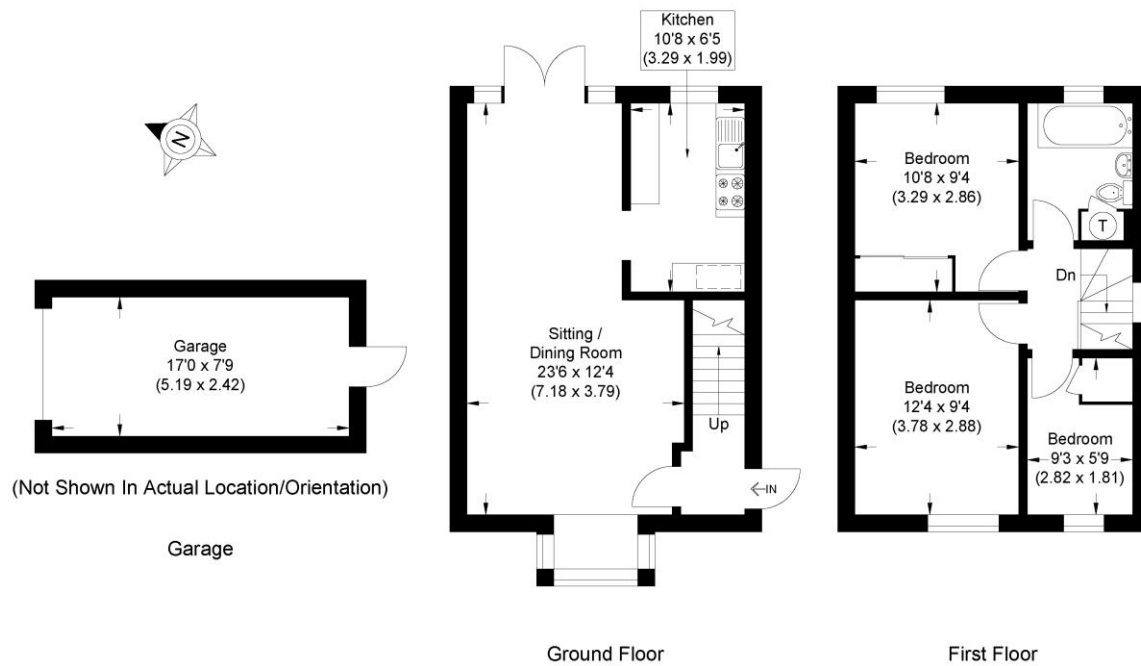 Kitchen
10'8 x 6'5
(3.29 x 1.99)
N
Garage
17'0 x 7'9
(5.19 x 2.42)
(Not Shown In Actual Location/Orientation)
Garage
Sitting /
Dining Room
23'6 x 12'4
(7.18 x 3.79)
Up
IN
Ground Floor
Bedroom
10'8 x 9'4
(3.29 x 2.86)
T
Dn
Bedroom
12'4 x 9'4
(3.78 x 2.88)
Bedroom
9'3 x 5'9
(2.82 x 1.81)
First Floor